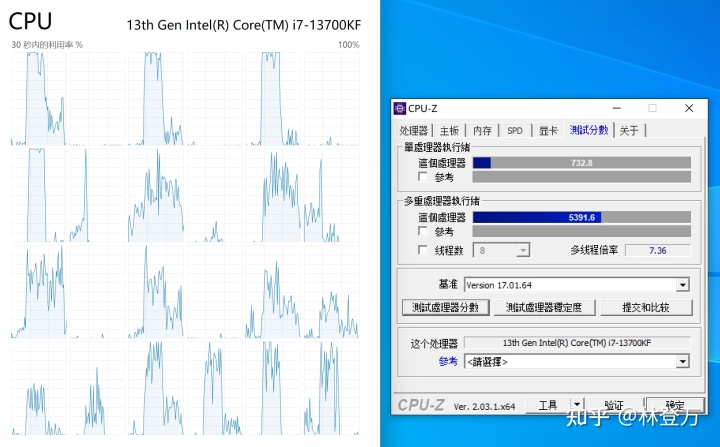 CPU
13th Gen Intel(R) Core(TM) i7-13700KF
30 秒内的利用率 %
100%
CPU-Z
处理器
主板
内存
SPD
显卡
測試分數
关于
單處理器執行緒
這個處理器
732.8
參考
多重處理器執行緒
這個處理器
5391.6
參考
线程数
8
多线程倍率
7.36
基准
Version 17.01.64
測試處理器分數
測試處理器穩定度
提交和比较
这个处理器
13th Gen Intel(R) Core(TM) i7-13700KF
參考
<請選擇>
CPU-Z
Ver. 2.03.1.x64
工具
验证
确定
知乎 @林登万